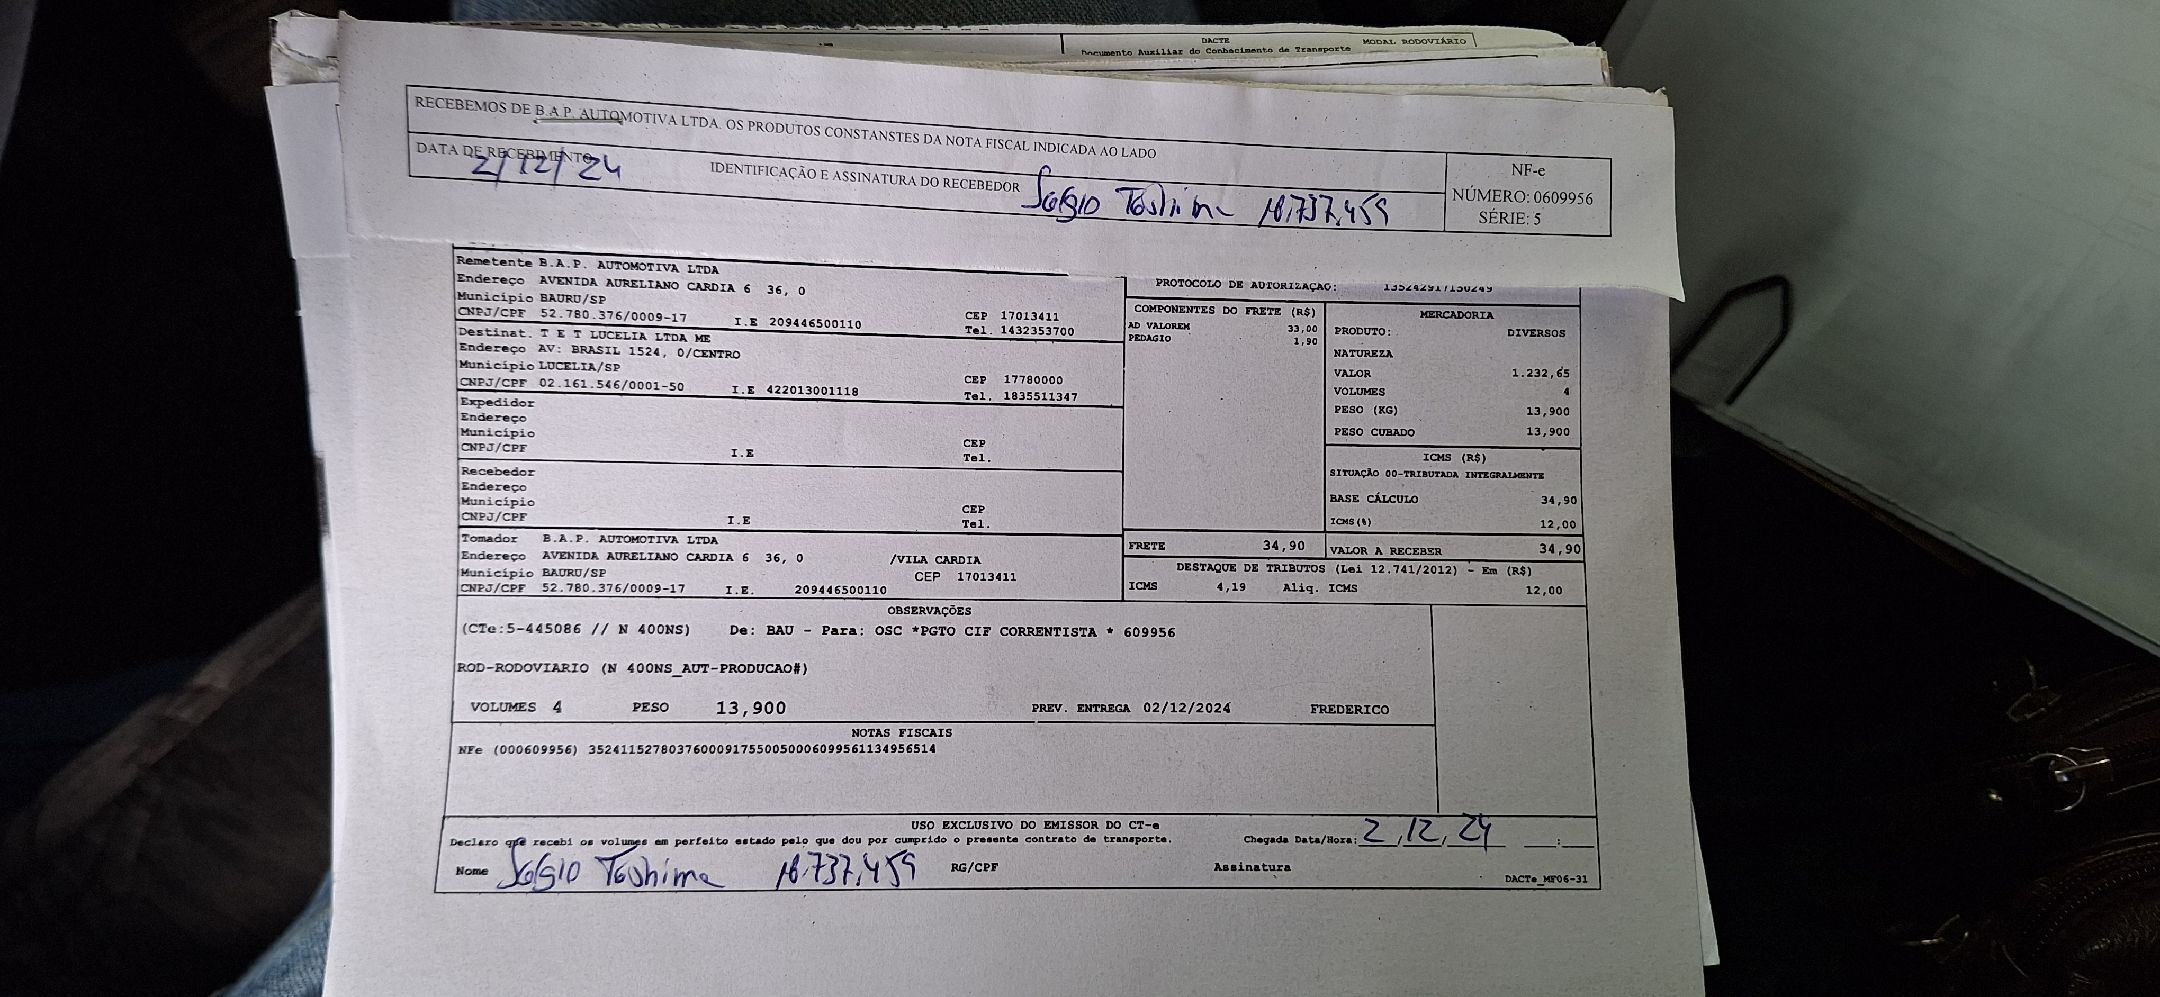 DACTE
MODAL RODOVIÁRIO
Documento Auxiliar do Conhecimento de Transporte
RECEBEMOS DE B.A.P. AUTOMOTIVA LTDA. OS PRODUTOS CONSTANSTES DA NOTA FISCAL INDICADA AO LADO
DATA DE RECEBIMENTO
2/12/24
IDENTIFICAÇÃO E ASSINATURA DO RECEBEDOR
Sergio Toshima 18.737.459
NF-e
NÚMERO: 0609956
SÉRIE: 5
Remetente B.A.P. AUTOMOTIVA LTDA
Endereço AVENIDA AURELIANO CARDIA 6 36, 0
Município BAURU/SP
CEP 17013411
CNPJ/CPF 52.780.376/0009-17 I.E 209446500110
Tel. 1432353700
Destinat. T E T LUCELIA LTDA ME
Endereço AV: BRASIL 1524, 0/CENTRO
Município LUCELIA/SP
CEP 17780000
CNPJ/CPF 02.161.546/0001-50 I.E 422013001118
Tel. 1835511347
Expedidor
Endereço
Município
CEP
CNPJ/CPF I.E
Tel.
Recebedor
Endereço
Município
CEP
CNPJ/CPF I.E
Tel.
Tomador B.A.P. AUTOMOTIVA LTDA
Endereço AVENIDA AURELIANO CARDIA 6 36, 0 /VILA CARDIA
Município BAURU/SP CEP 17013411
CNPJ/CPF 52.780.376/0009-17 I.E. 209446500110
PROTOCOLO DE AUTORIZAÇAO: 135242917150249
COMPONENTES DO FRETE (R$)
AD VALOREM 33,00
PEDAGIO 1,90
MERCADORIA
PRODUTO: DIVERSOS
NATUREZA
VALOR 1.232,65
VOLUMES 4
PESO (KG) 13,900
PESO CUBADO 13,900
ICMS (R$)
SITUAÇÃO 00-TRIBUTADA INTEGRALMENTE
BASE CÁLCULO 34,90
ICMS(%) 12,00
FRETE 34,90
VALOR A RECEBER 34,90
DESTAQUE DE TRIBUTOS (Lei 12.741/2012) - Em (R$)
ICMS 4,19 Aliq. ICMS 12,00
OBSERVAÇÕES
(CTe:5-445086 // N 400NS) De: BAU - Para: OSC *PGTO CIF CORRENTISTA * 609956
ROD-RODOVIARIO (N 400NS_AUT-PRODUCAO#)
VOLUMES 4 PESO 13,900 PREV. ENTREGA 02/12/2024 FREDERICO
NOTAS FISCAIS
NFe (000609956) 35241152780376000917550050006099561134956514
USO EXCLUSIVO DO EMISSOR DO CT-e
Declaro que recebi os volumes em perfeito estado pelo que dou por cumprido o presente contrato de transporte.
Chegada Data/Hora: 2, 12, 24 :
Nome Sergio Toshima 18.737.459 RG/CPF Assinatura
DACTe_MF06-31